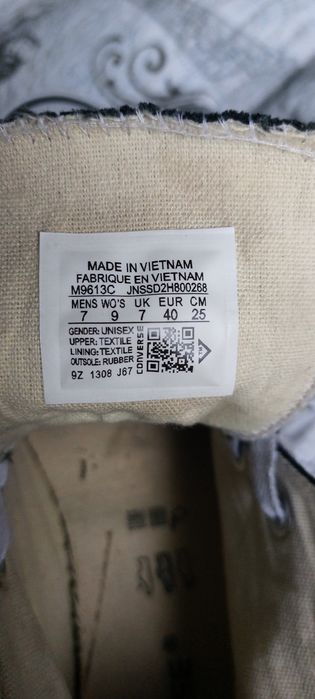 MADE IN VIETNAM
FABRIQUE EN VIETNAM
M9613C JNSSD2H800268
MENS WO'S UK EUR CM
7 9 7 40 25
GENDER: UNISEX
UPPER: TEXTILE
LINING: TEXTILE
OUTSOLE: RUBBER
CONVERSE
9Z 1308 J67